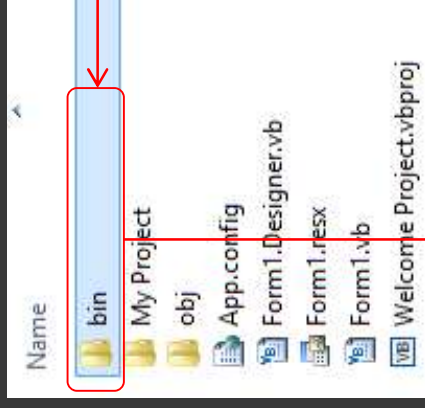 Name
bin
My Project
obj
App.config
Form1.Designer.vb
Form1.resx
Form1.vb
Welcome Project.vbproj